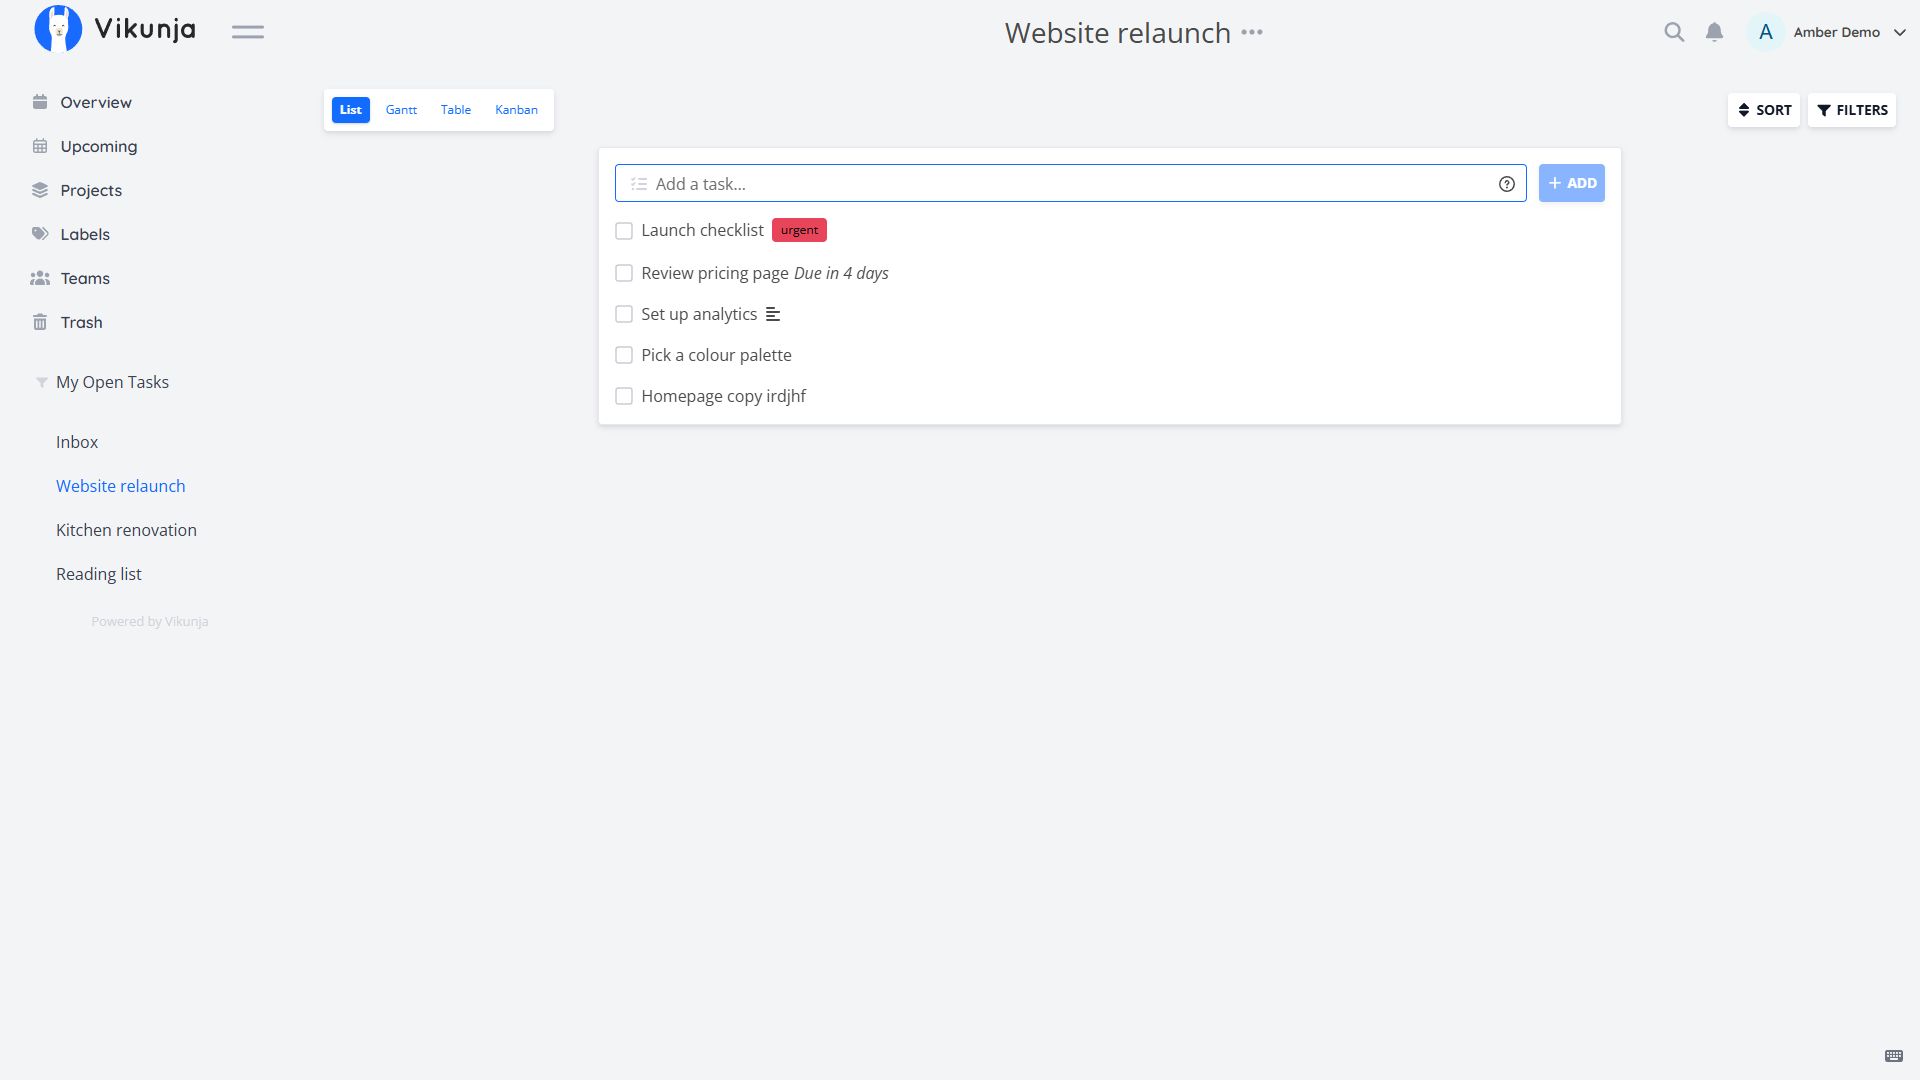 Vikunja
Website relaunch
A
Amber Demo
Overview
Upcoming
Projects
Labels
Teams
Trash
My Open Tasks
Inbox
Website relaunch
Kitchen renovation
Reading list
Powered by Vikunja
List Gantt Table Kanban
SORT FILTERS
Add a task...
ADD
Launch checklist urgent
Review pricing page Due in 4 days
Set up analytics
Pick a colour palette
Homepage copy irdjhf